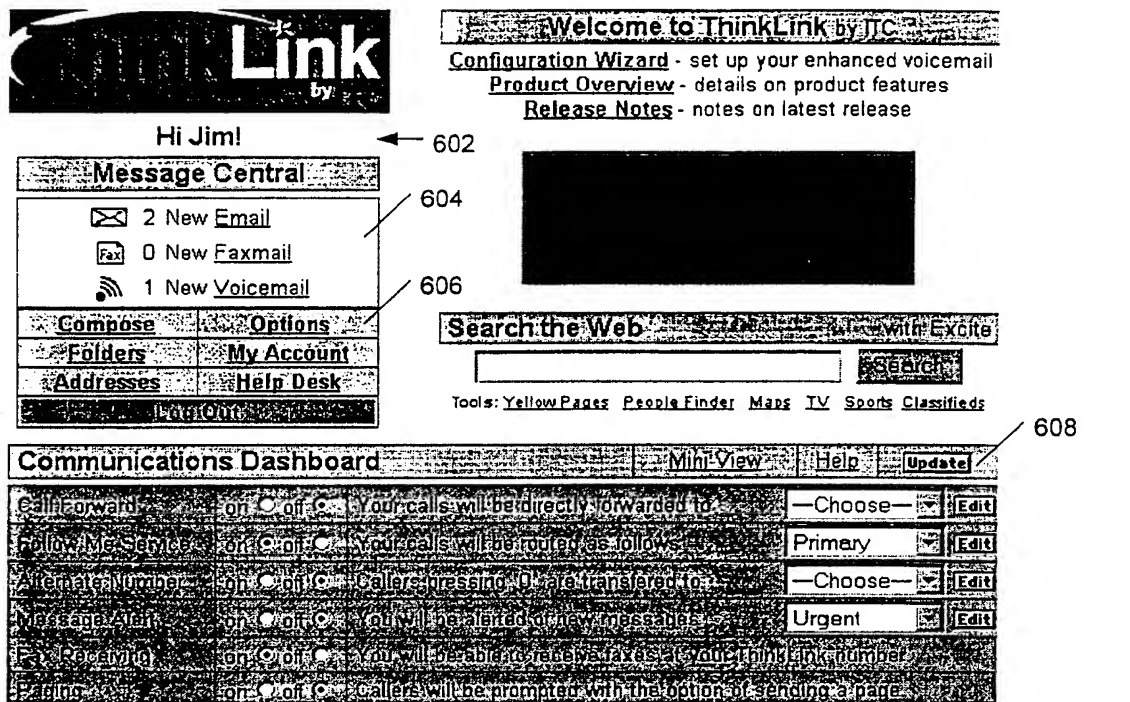 ThinkLink
by
Hi Jim!
602
Message Central
604
2 New Email
Fax 0 New Faxmail
1 New Voicemail
606
Compose Options
Folders My Account
Addresses Help Desk
Log Out
Welcome to ThinkLink by ITC
Configuration Wizard - set up your enhanced voicemail
Product Overview - details on product features
Release Notes - notes on latest release
Search the Web with Excite
Search
Tools: Yellow Pages People Finder Maps TV Sports Classifieds
608
Communications Dashboard Mini View Help Update
Call Forward on off Your calls will be directly forwarded to —Choose— Edit
Follow Me Service on off Your calls will be routed as follows Primary Edit
Alternate Number on off Callers pressing '0' are transfered to —Choose— Edit
Message Alert on off You will be alerted of new messages Urgent Edit
Fax Receiving on off You will be able to receive faxes at your ThinkLink number
Paging on off Callers will be prompted with the option of sending a page